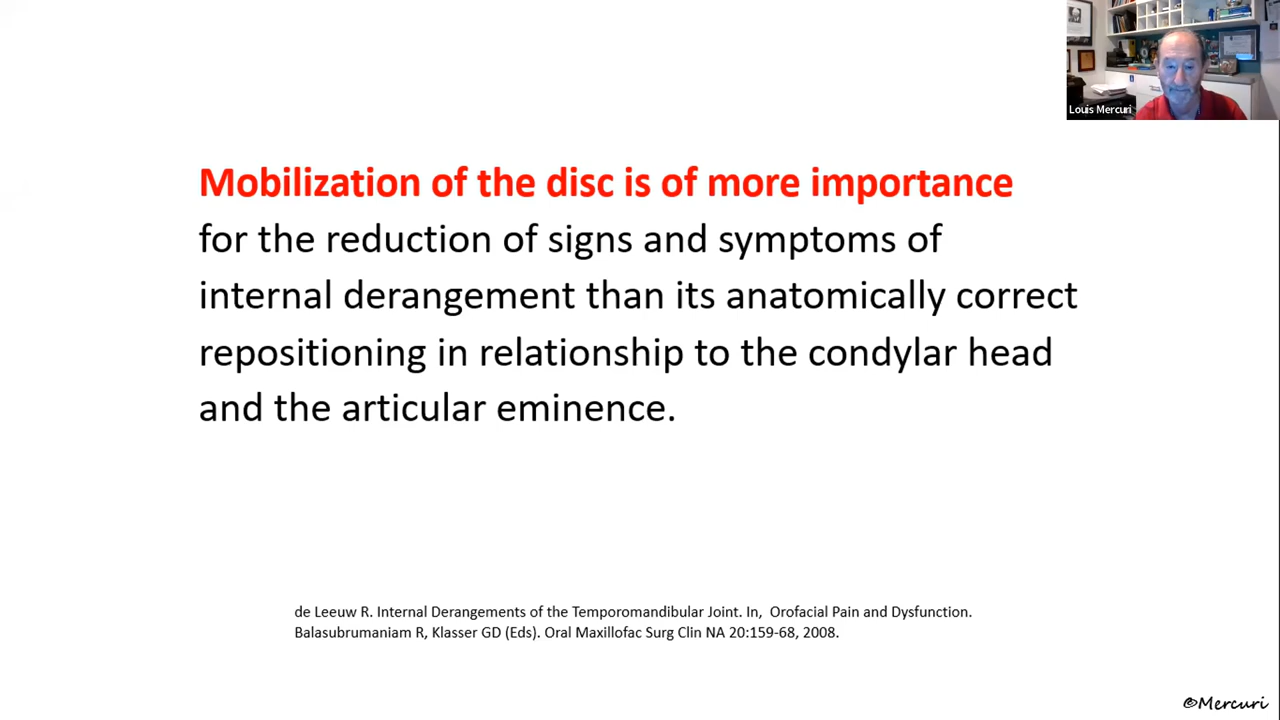 Louis Mercuri
Mobilization of the disc is of more importance
for the reduction of signs and symptoms of
internal derangement than its anatomically correct
repositioning in relationship to the condylar head
and the articular eminence.
de Leeuw R. Internal Derangements of the Temporomandibular Joint. In, Orofacial Pain and Dysfunction.
Balasubrumaniam R, Klasser GD (Eds). Oral Maxillofac Surg Clin NA 20:159-68, 2008.
©Mercuri